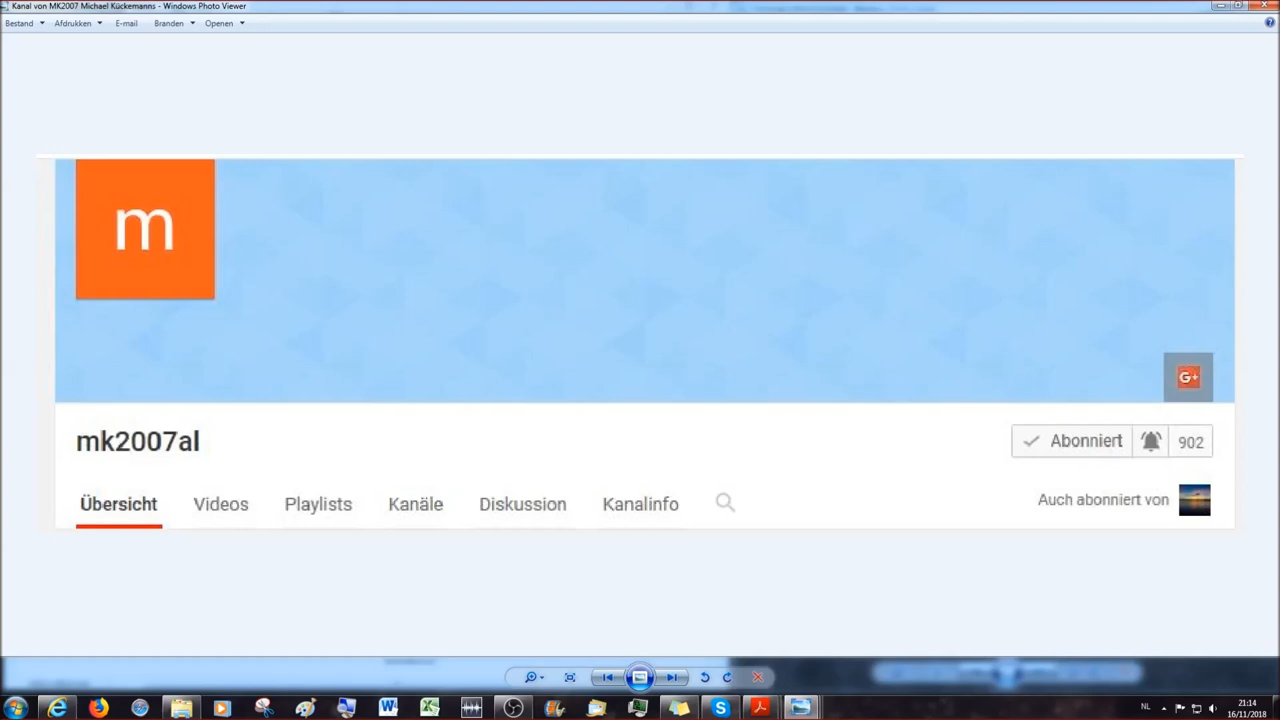 Kanal von MK2007 Michael Kückemanns - Windows Photo Viewer
Bestand Afdrukken E-mail Branden Openen
m
G+
mk2007al
Abonniert 902
Übersicht Videos Playlists Kanäle Diskussion Kanalinfo
Auch abonniert von
NL 21:14
16/11/2018